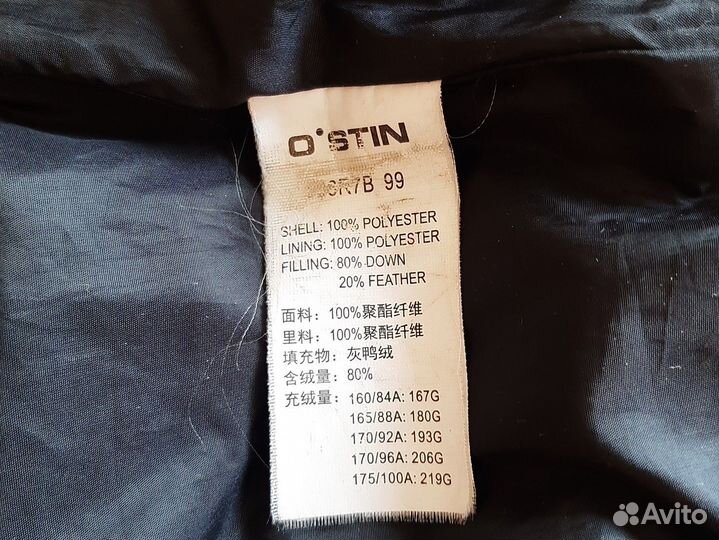 O'STIN
99
SHELL: 100% POLYESTER
LINING: 100% POLYESTER
FILLING: 80% DOWN
20% FEATHER
面料：100%聚酯纤维
里料：100%聚酯纤维
填充物：灰鸭绒
含绒量：80%
充绒量：160/84A: 167G
165/88A: 180G
170/92A: 193G
170/96A: 206G
175/100A: 219G
Avito